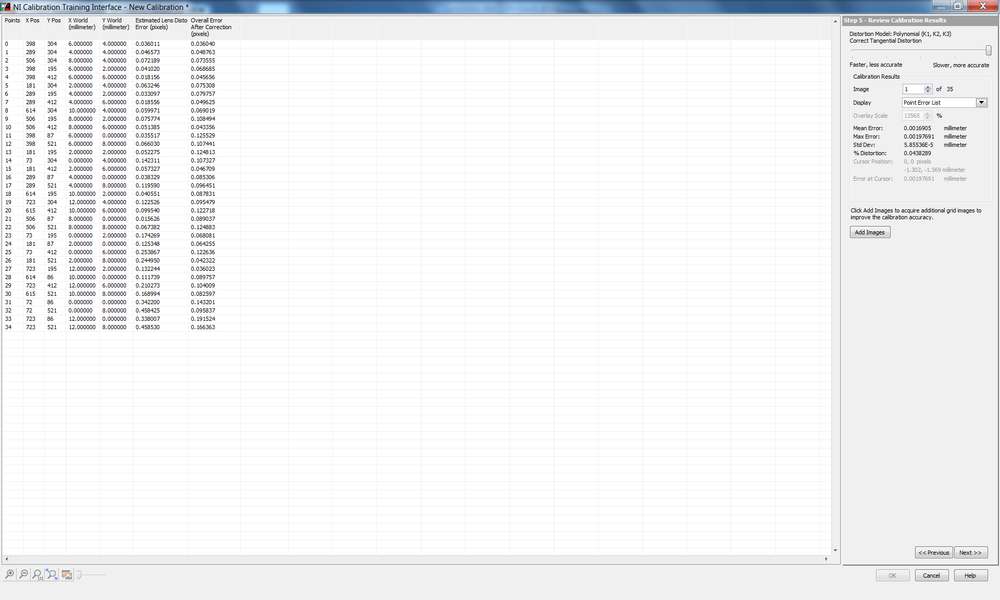 NI Calibration Training Interface - New Calibration *
Points X Pos Y Pos X World (millimeter) Y World (millimeter) Estimated Lens Disto Error (pixels) Overall Error After Correction (pixels)
0 398 304 6.000000 4.000000 0.036011 0.036040
1 289 304 4.000000 4.000000 0.046573 0.048763
2 506 304 8.000000 4.000000 0.072189 0.073555
3 398 195 6.000000 2.000000 0.041020 0.068685
4 398 412 6.000000 6.000000 0.018156 0.045656
5 181 304 2.000000 4.000000 0.063246 0.075308
6 289 195 4.000000 2.000000 0.033097 0.079757
7 289 412 4.000000 6.000000 0.018556 0.049625
8 614 304 10.000000 4.000000 0.059971 0.069019
9 506 195 8.000000 2.000000 0.075774 0.108494
10 506 412 8.000000 6.000000 0.051385 0.043356
11 398 87 6.000000 0.000000 0.035517 0.125529
12 398 521 6.000000 8.000000 0.066030 0.107441
13 181 195 2.000000 2.000000 0.052275 0.124813
14 73 304 0.000000 4.000000 0.142311 0.107327
15 181 412 2.000000 6.000000 0.057327 0.046709
16 289 87 4.000000 0.000000 0.038329 0.085306
17 289 521 4.000000 8.000000 0.119590 0.096451
18 614 195 10.000000 2.000000 0.040551 0.087831
19 723 304 12.000000 4.000000 0.122526 0.095479
20 615 412 10.000000 6.000000 0.099540 0.122718
21 506 87 8.000000 0.000000 0.015626 0.089037
22 506 521 8.000000 8.000000 0.067382 0.124883
23 73 195 0.000000 2.000000 0.174269 0.068081
24 181 87 2.000000 0.000000 0.125348 0.064255
25 73 412 0.000000 6.000000 0.253867 0.122636
26 181 521 2.000000 8.000000 0.244950 0.042322
27 723 195 12.000000 2.000000 0.132244 0.036023
28 614 86 10.000000 0.000000 0.111739 0.089757
29 723 412 12.000000 6.000000 0.210273 0.104009
30 615 521 10.000000 8.000000 0.168994 0.082597
31 72 86 0.000000 0.000000 0.342200 0.143201
32 72 521 0.000000 8.000000 0.458425 0.095837
33 723 86 12.000000 0.000000 0.338007 0.191524
34 723 521 12.000000 8.000000 0.458530 0.166363
1:1
Step 5 - Review Calibration Results
Distortion Model: Polynomial (K1, K2, K3)
Correct Tangential Distortion
Faster, less accurate Slower, more accurate
Calibration Results
Image 1 of 35
Display Point Error List
Overlay Scale 13565 %
Mean Error: 0.0016905 millimeter
Max Error: 0.00197691 millimeter
Std Dev: 5.85536E-5 millimeter
% Distortion: 0.0438289
Cursor Position: 0, 0 pixels
-1.302, -1.569 millimeter
Error at Cursor: 0.00197691 millimeter
Click Add Images to acquire additional grid images to
improve the calibration accuracy.
Add Images
<< Previous Next >>
OK Cancel Help